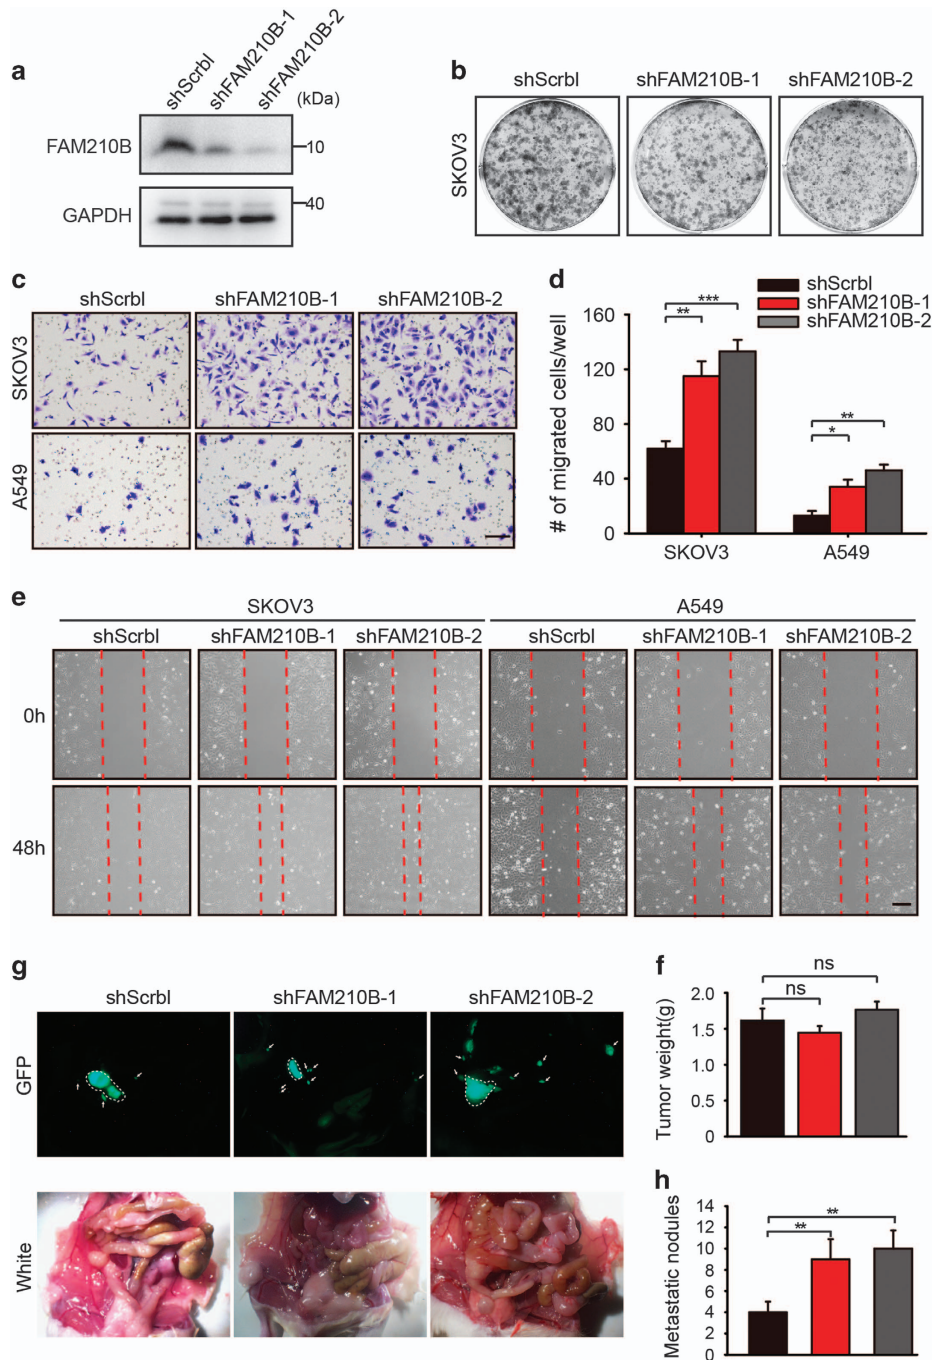 a
shScrbl
shFAM210B-1
shFAM210B-2
(kDa)
FAM210B
10
GAPDH
40
b
shScrbl shFAM210B-1 shFAM210B-2
SKOV3
c
shScrbl shFAM210B-1 shFAM210B-2
SKOV3
A549
d
shScrbl
shFAM210B-1
shFAM210B-2
# of migrated cells/well
160
120
80
40
0
***
**
**
*
SKOV3 A549
e
SKOV3 A549
shScrbl shFAM210B-1 shFAM210B-2 shScrbl shFAM210B-1 shFAM210B-2
0h
48h
g
shScrbl shFAM210B-1 shFAM210B-2
GFP
White
f
ns
ns
Tumor weight(g)
2.0
1.5
1.0
0.5
0
h
Metastatic nodules
14
12
10
8
6
4
2
0
**
**